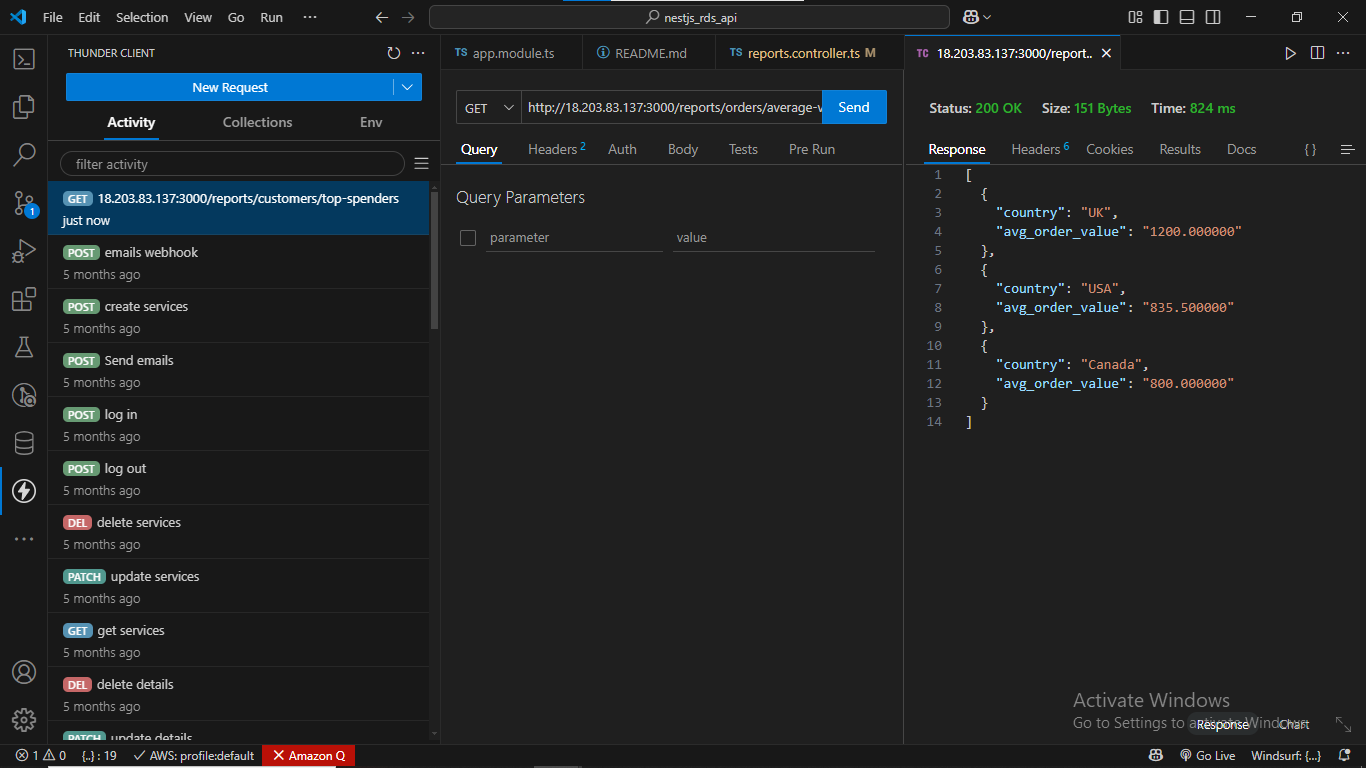 File Edit Selection View Go Run ··· nestjs_rds_api
THUNDER CLIENT
New Request
Activity Collections Env
filter activity
GET 18.203.83.137:3000/reports/customers/top-spenders
just now
POST emails webhook
5 months ago
POST create services
5 months ago
POST Send emails
5 months ago
POST log in
5 months ago
POST log out
5 months ago
DEL delete services
5 months ago
PATCH update services
5 months ago
GET get services
5 months ago
DEL delete details
5 months ago
PATCH update details
1
TS app.module.ts README.md TS reports.controller.ts M TC 18.203.83.137:3000/report..
GET http://18.203.83.137:3000/reports/orders/average-v Send
Query Headers 2 Auth Body Tests Pre Run
Query Parameters
parameter value
Status: 200 OK Size: 151 Bytes Time: 824 ms
Response Headers 6 Cookies Results Docs { }
1 [
2 {
3 "country": "UK",
4 "avg_order_value": "1200.000000"
5 },
6 {
7 "country": "USA",
8 "avg_order_value": "835.500000"
9 },
10 {
11 "country": "Canada",
12 "avg_order_value": "800.000000"
13 }
14 ]
Activate Windows
Go to Settings to activate Windows.
Response Chart
1 0 {..} : 19 AWS: profile:default Amazon Q Go Live Windsurf: {...}